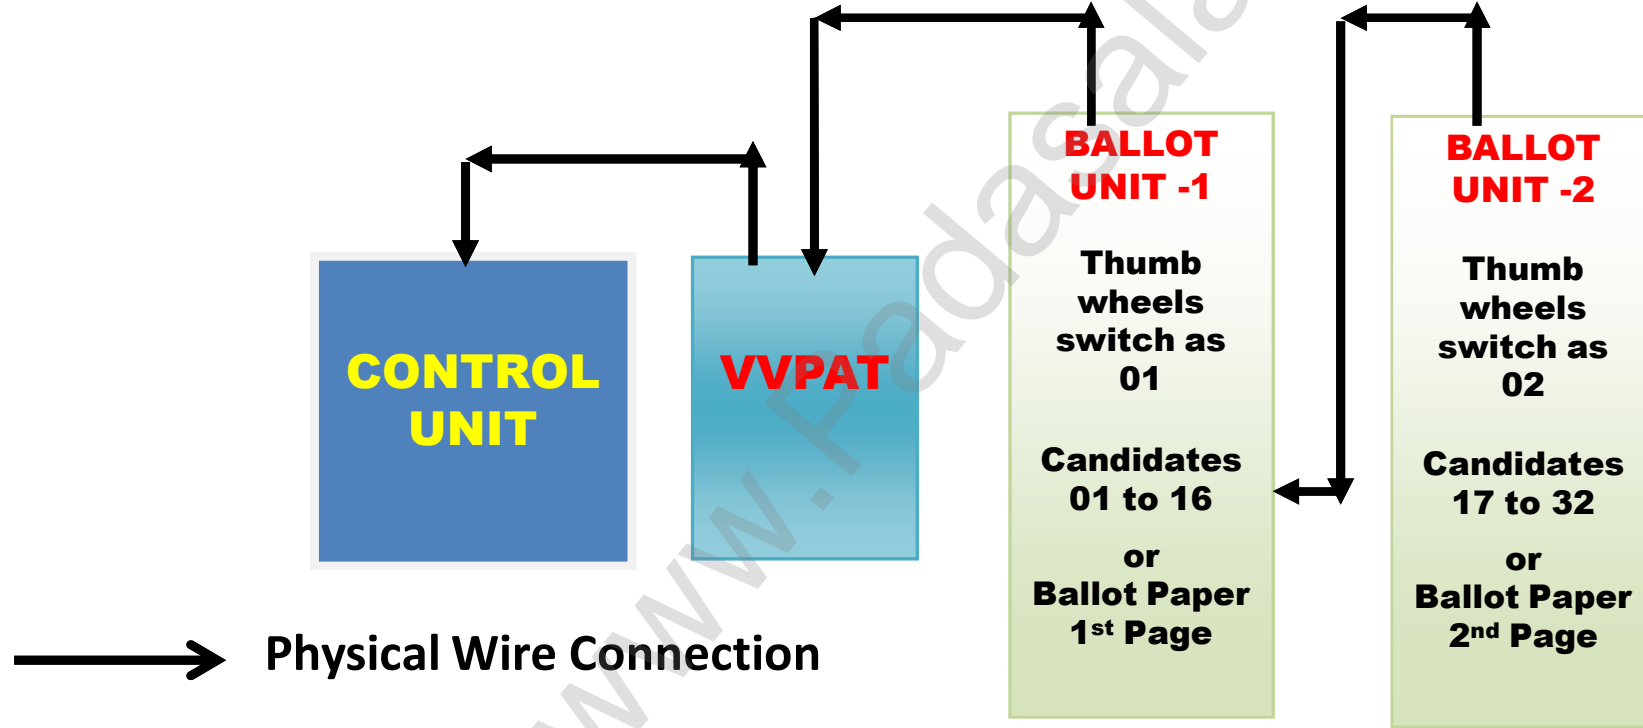 CONTROL
UNIT
VVPAT
BALLOT
UNIT -1
Thumb
wheels
switch as
01
Candidates
01 to 16
or
Ballot Paper
1st Page
BALLOT
UNIT -2
Thumb
wheels
switch as
02
Candidates
17 to 32
or
Ballot Paper
2nd Page
Physical Wire Connection
www.Padasala